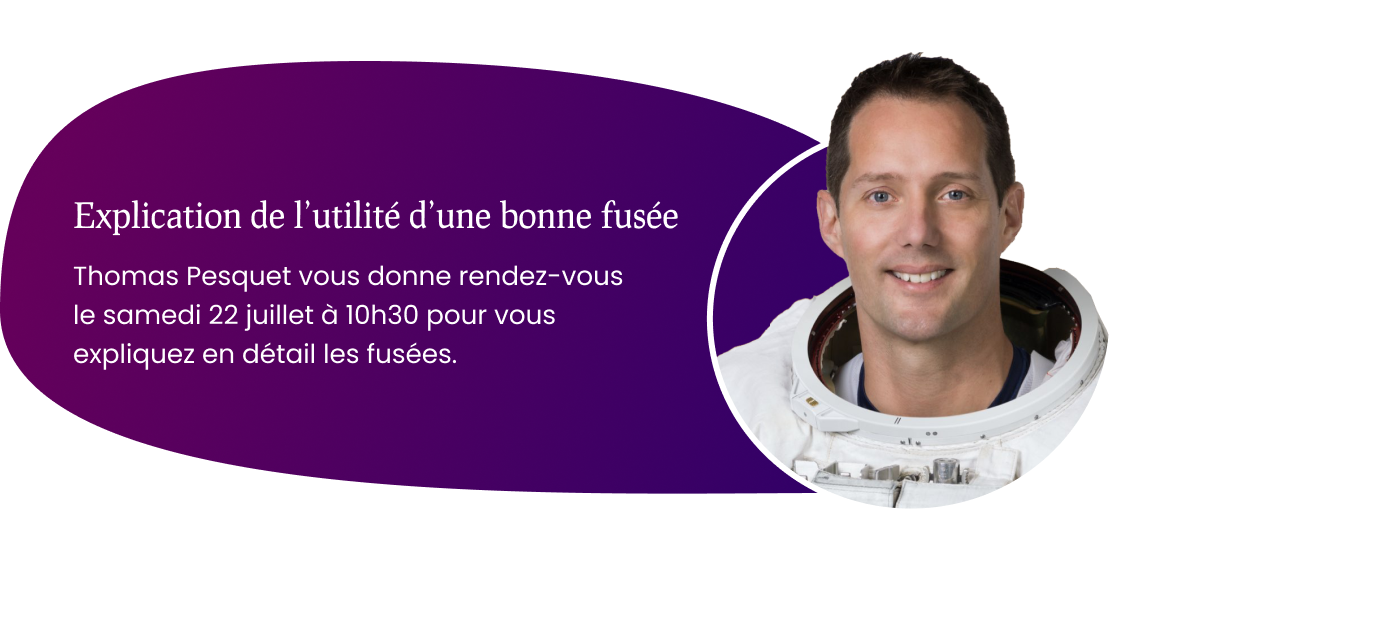 Explication de l’utilité d’une bonne fusée
Thomas Pesquet vous donne rendez-vous
le samedi 22 juillet à 10h30 pour vous
expliquez en détail les fusées.